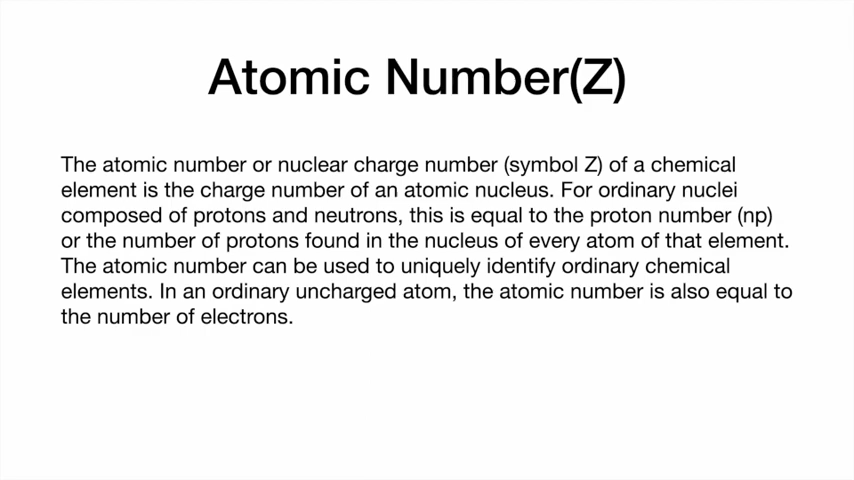 Atomic Number(Z)
The atomic number or nuclear charge number (symbol Z) of a chemical
element is the charge number of an atomic nucleus. For ordinary nuclei
composed of protons and neutrons, this is equal to the proton number (np)
or the number of protons found in the nucleus of every atom of that element.
The atomic number can be used to uniquely identify ordinary chemical
elements. In an ordinary uncharged atom, the atomic number is also equal to
the number of electrons.